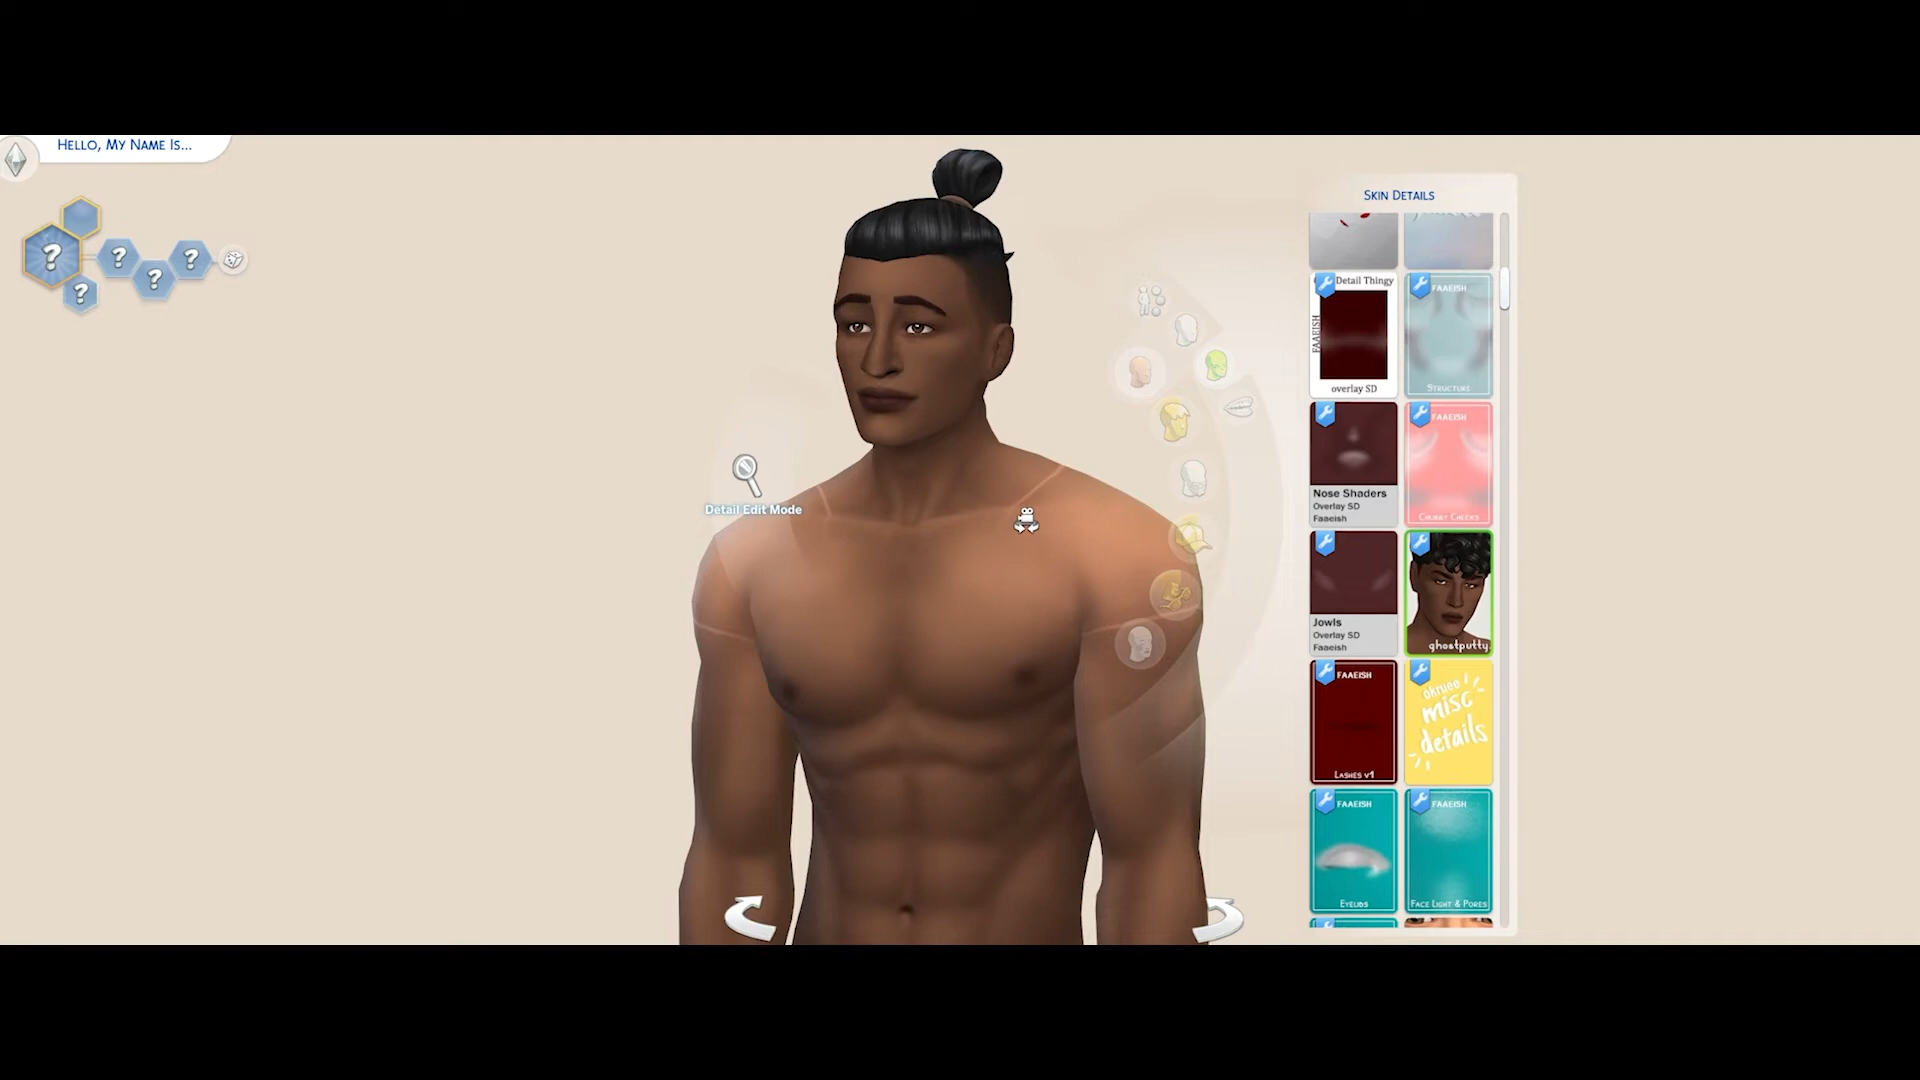 Hello, My Name Is...
Skin Details
Detail Thingy
FAAEISH
overlay SD
FAAEISH
Structure
Nose Shaders
Overlay SD
Faaeish
FAAEISH
Chubby Cheeks
Jowls
Overlay SD
Faaeish
ghostputty
FAAEISH
Lashes v1
okruee
misc
details
FAAEISH
Eyelids
FAAEISH
Face Light & Pores
Detail Edit Mode
? ? ? ? ?